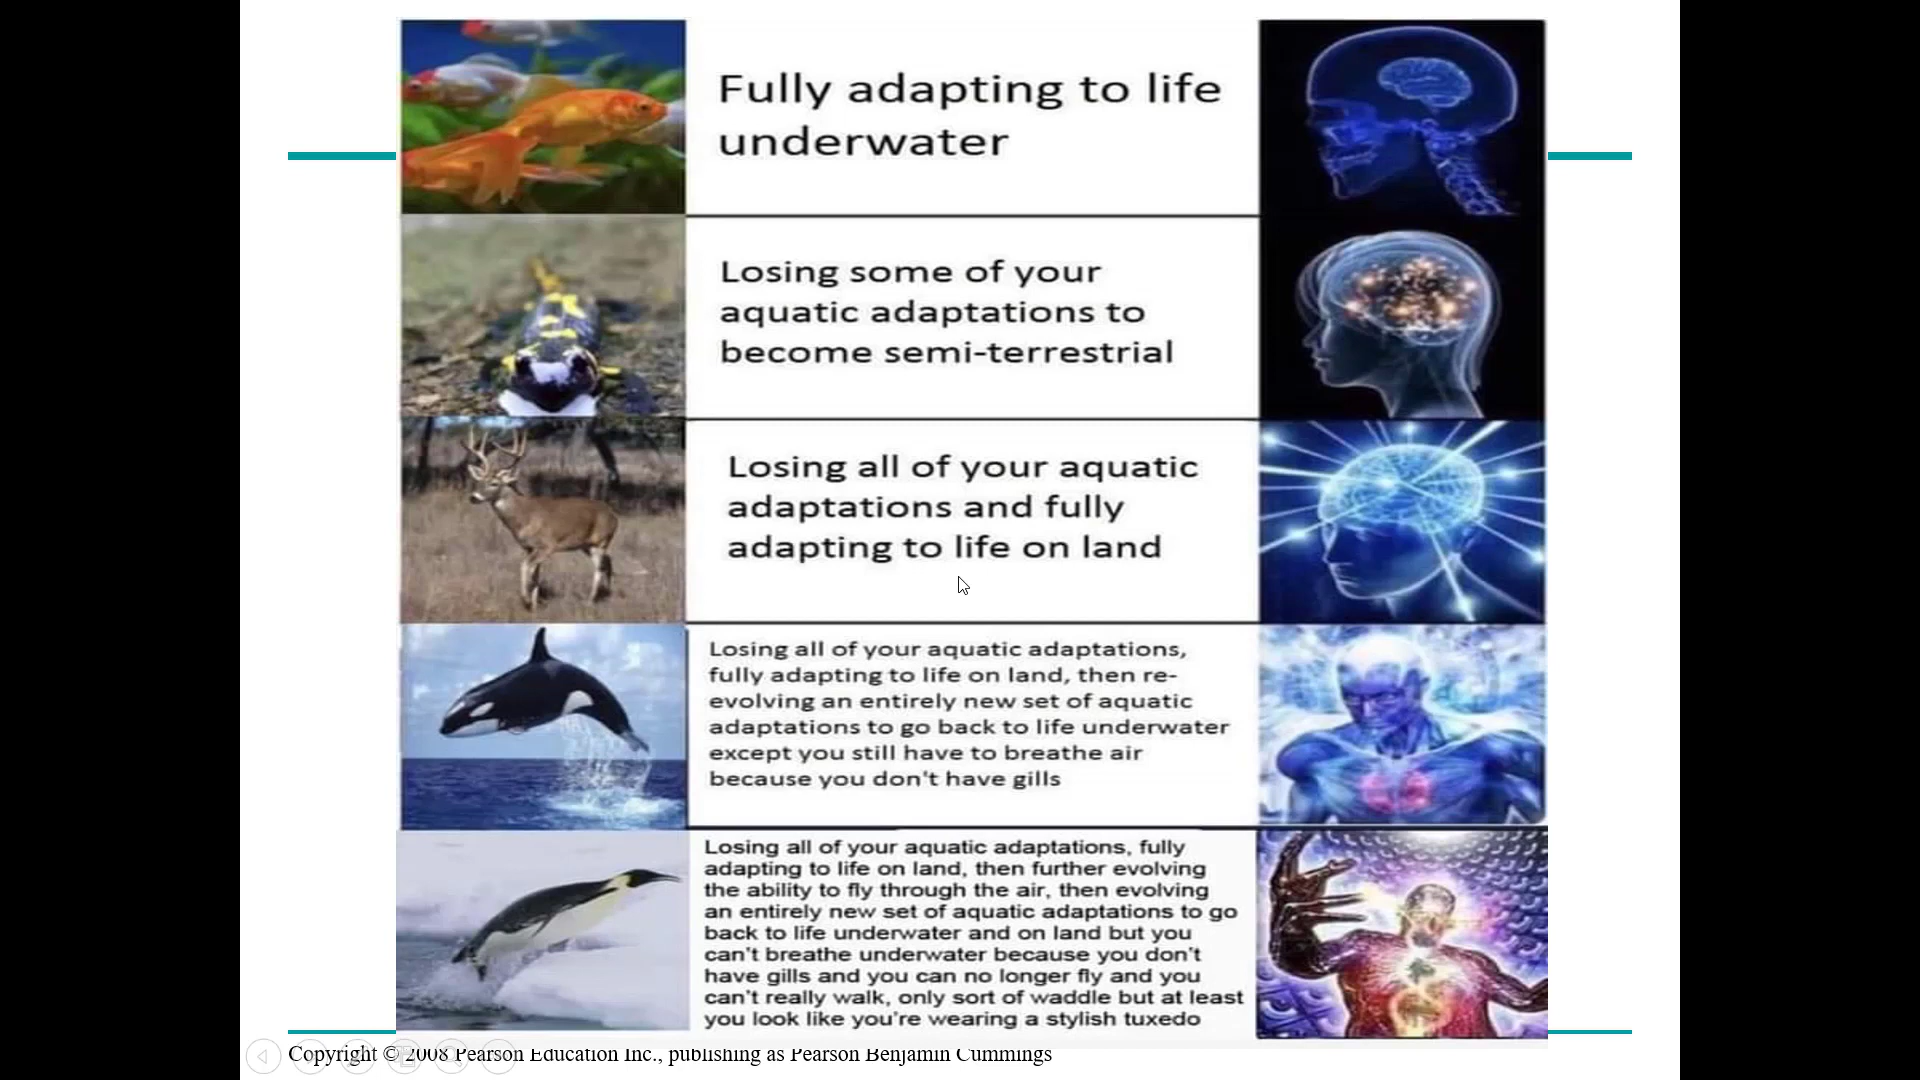 Fully adapting to life
underwater
Losing some of your
aquatic adaptations to
become semi-terrestrial
Losing all of your aquatic
adaptations and fully
adapting to life on land
Losing all of your aquatic adaptations,
fully adapting to life on land, then re-
evolving an entirely new set of aquatic
adaptations to go back to life underwater
except you still have to breathe air
because you don't have gills
Losing all of your aquatic adaptations, fully
adapting to life on land, then further evolving
the ability to fly through the air, then evolving
an entirely new set of aquatic adaptations to go
back to life underwater and on land but you
can't breathe underwater because you don't
have gills and you can no longer fly and you
can't really walk, only sort of waddle but at least
you look like you're wearing a stylish tuxedo
Copyright © 2008 Pearson Education Inc., publishing as Pearson Benjamin Cummings